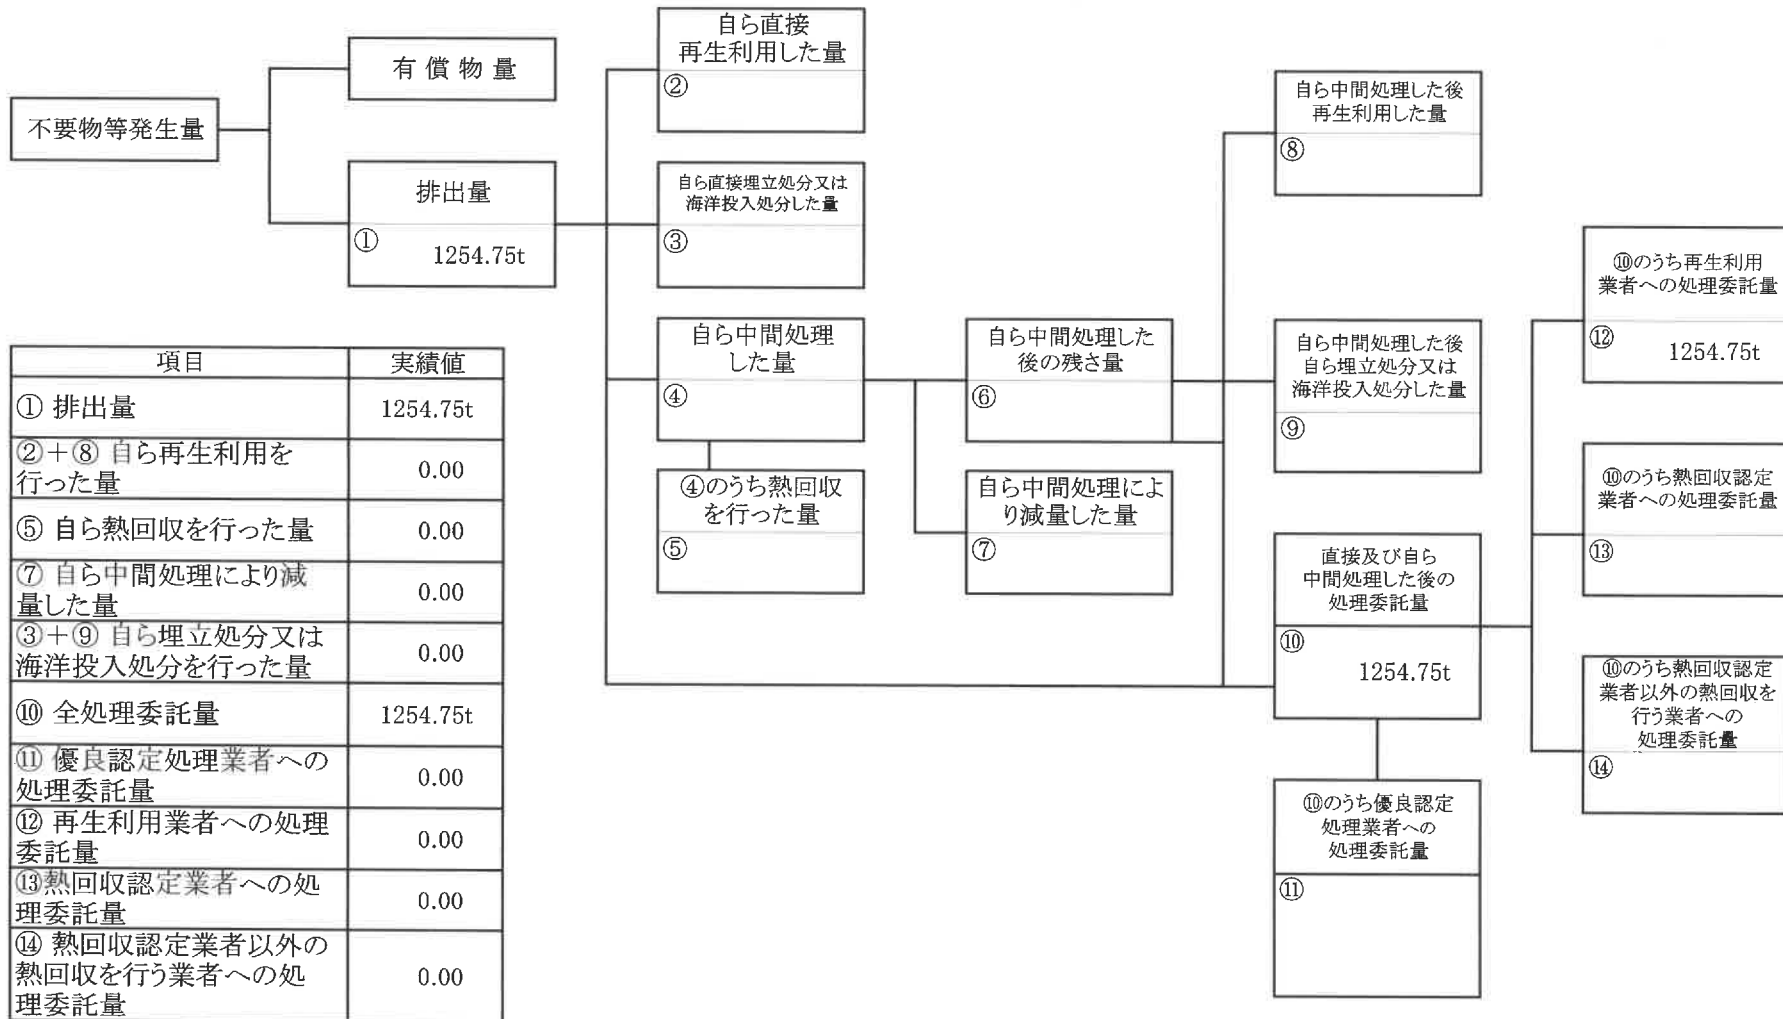 不要物等発生量
有償物量
排出量
①
1254.75t
自ら直接
再生利用した量
②
自ら直接埋立処分又は
海洋投入処分した量
③
自ら中間処理
した量
④
④のうち熱回収
を行った量
⑤
自ら中間処理した
後の残さ量
⑥
自ら中間処理によ
り減量した量
⑦
自ら中間処理した後
再生利用した量
⑧
自ら中間処理した後
自ら埋立処分又は
海洋投入処分した量
⑨
直接及び自ら
中間処理した後の
処理委託量
⑩
1254.75t
⑩のうち優良認定
処理業者への
処理委託量
⑪
⑩のうち再生利用
業者への処理委託量
⑫
1254.75t
⑩のうち熱回収認定
業者への処理委託量
⑬
⑩のうち熱回収認定
業者以外の熱回収を
行う業者への
処理委託量
⑭
項目 実績値
① 排出量 1254.75t
②+⑧ 自ら再生利用を
行った量 0.00
⑤ 自ら熱回収を行った量 0.00
⑦ 自ら中間処理により減
量した量 0.00
③+⑨ 自ら埋立処分又は
海洋投入処分を行った量 0.00
⑩ 全処理委託量 1254.75t
⑪ 優良認定処理業者への
処理委託量 0.00
⑫ 再生利用業者への処理
委託量 0.00
⑬熱回収認定業者への処
理委託量 0.00
⑭ 熱回収認定業者以外の
熱回収を行う業者への処
理委託量 0.00